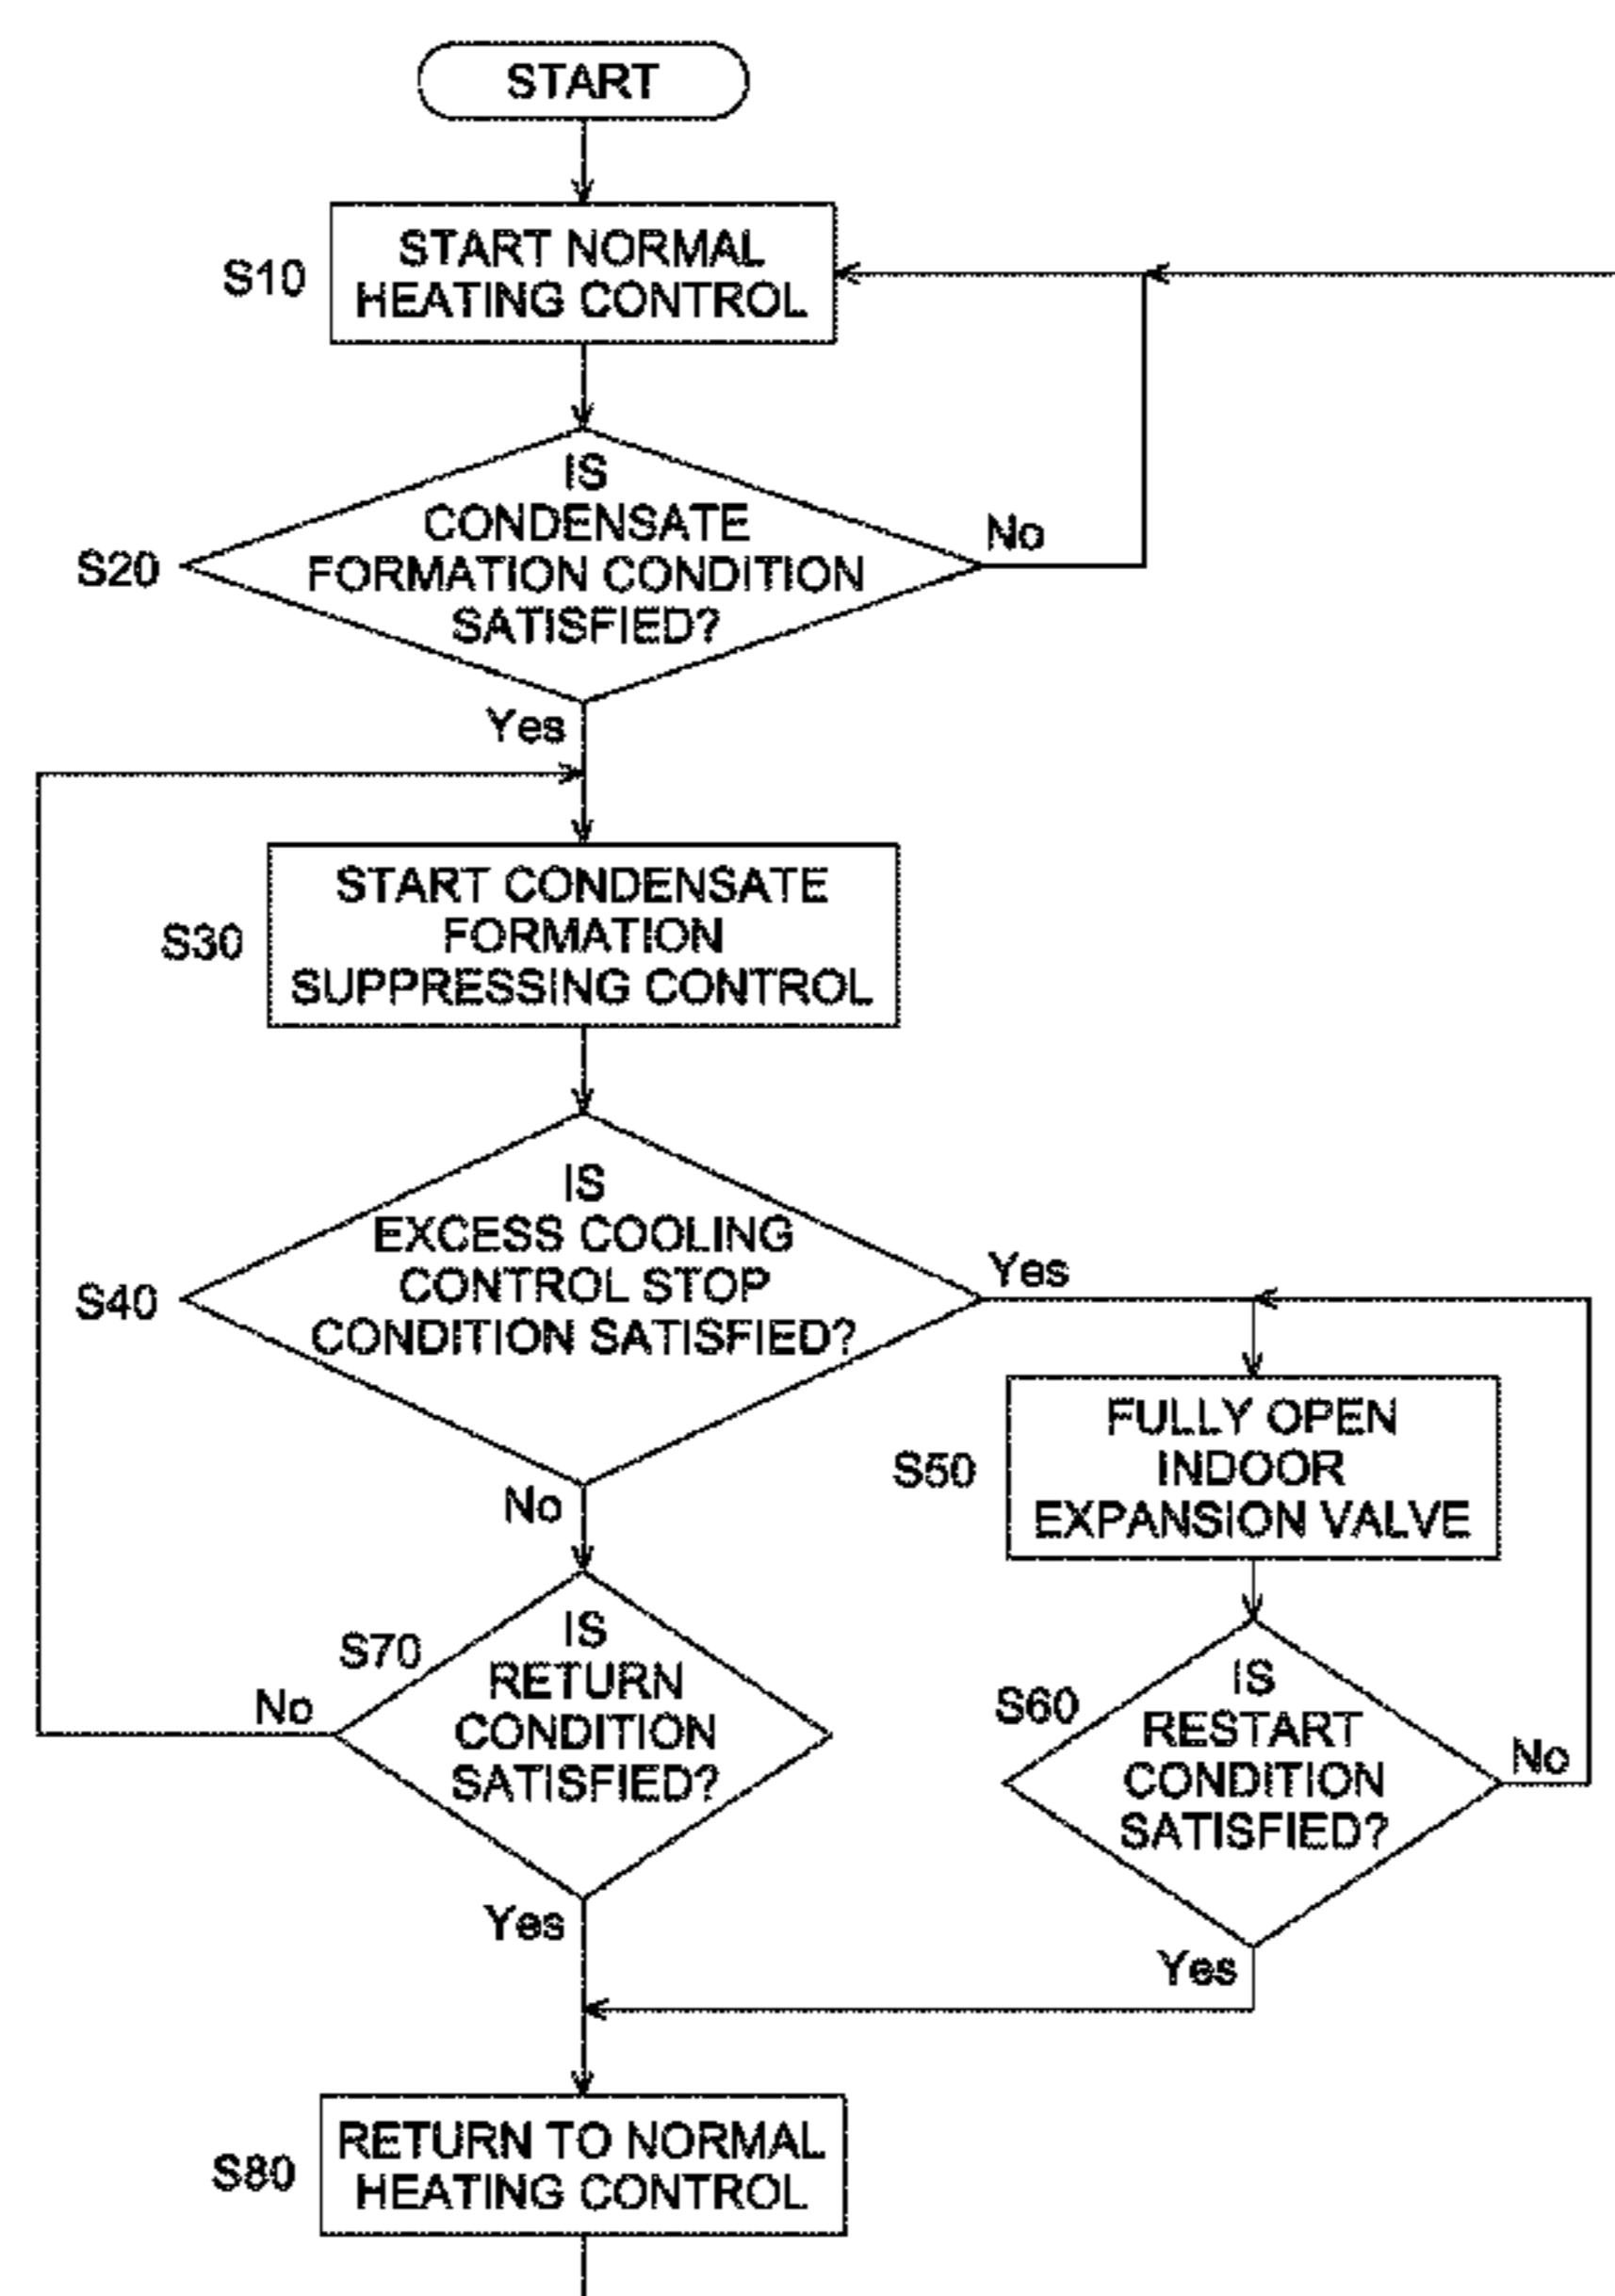 START
S10
START NORMAL
HEATING CONTROL
S20
IS
CONDENSATE
FORMATION CONDITION
SATISFIED?
No
Yes
S30
START CONDENSATE
FORMATION
SUPPRESSING CONTROL
S40
IS
EXCESS COOLING
CONTROL STOP
CONDITION SATISFIED?
Yes
No
S50
FULLY OPEN
INDOOR
EXPANSION VALVE
S60
IS
RESTART
CONDITION
SATISFIED?
No
Yes
S70
IS
RETURN
CONDITION
SATISFIED?
No
Yes
S80
RETURN TO NORMAL
HEATING CONTROL